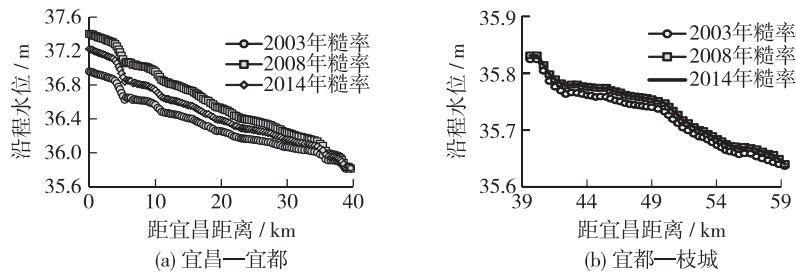 37.6
37.2
36.8
36.4
36.0
35.6
沿程水位 / m
2003年糙率
2008年糙率
2014年糙率
0
10
20
30
40
距宜昌距离 / km
(a) 宜昌—宜都
35.9
35.8
35.7
35.6
沿程水位 / m
2003年糙率
2008年糙率
2014年糙率
39
44
49
54
59
距宜昌距离 / km
(b) 宜都—枝城